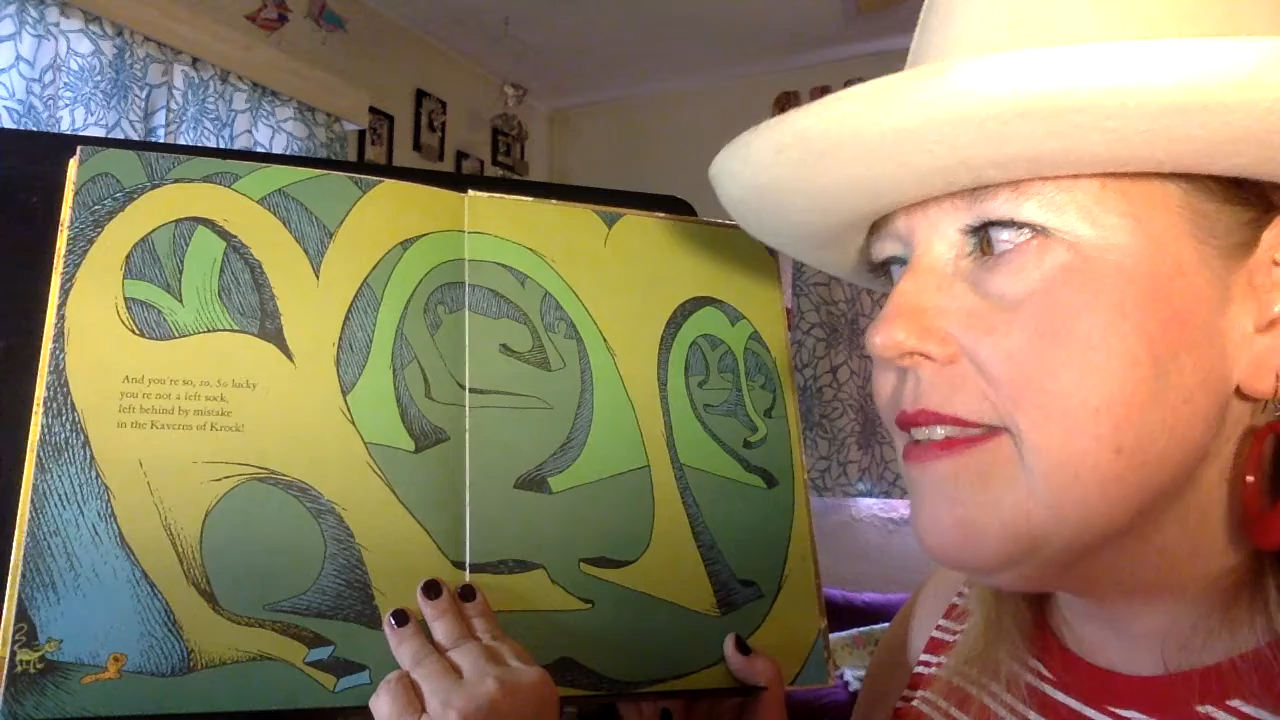 And you're so, so, So lucky
you're not a left sock,
left behind by mistake
in the Kaverns of Krock!